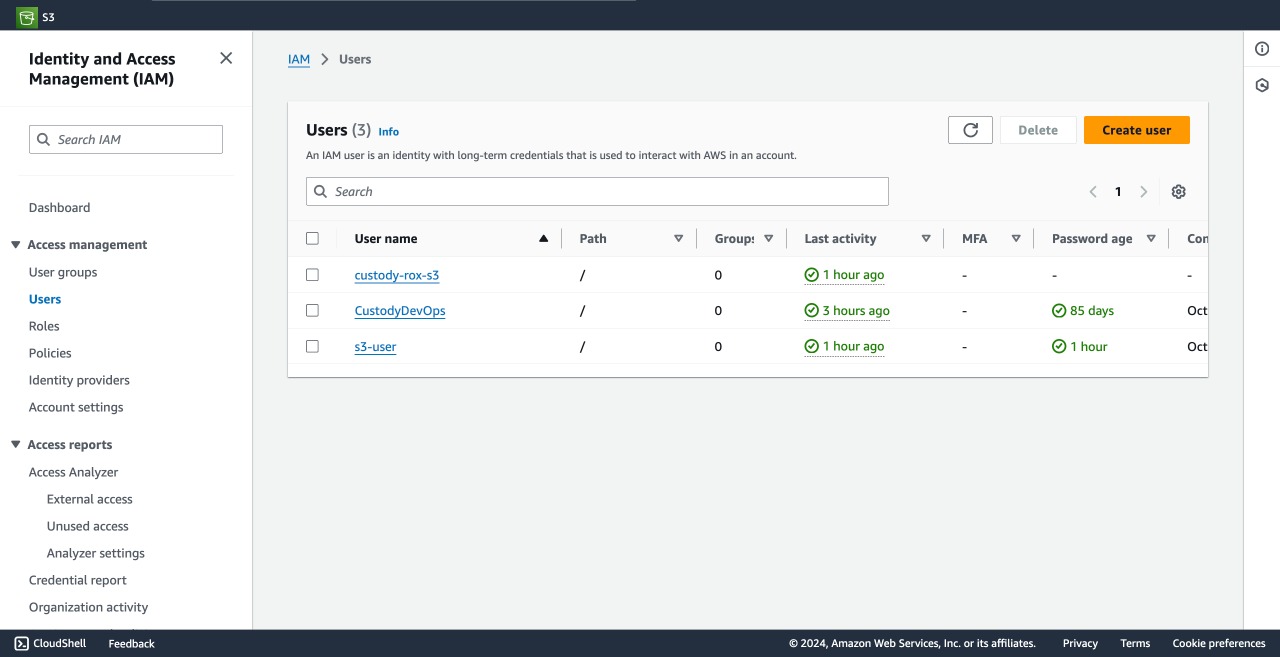 S3
Identity and Access
Management (IAM)
Search IAM
Dashboard
Access management
User groups
Users
Roles
Policies
Identity providers
Account settings
Access reports
Access Analyzer
External access
Unused access
Analyzer settings
Credential report
Organization activity
IAM > Users
Users (3) Info
Delete Create user
An IAM user is an identity with long-term credentials that is used to interact with AWS in an account.
Search
1
User name Path Groups Last activity MFA Password age Con
custody-rox-s3 / 0 1 hour ago - - -
CustodyDevOps / 0 3 hours ago - 85 days Oct
s3-user / 0 1 hour ago - 1 hour Oct
CloudShell Feedback © 2024, Amazon Web Services, Inc. or its affiliates. Privacy Terms Cookie preferences